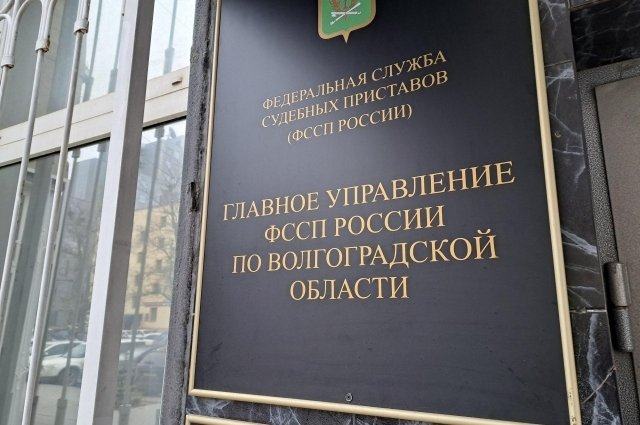 ФЕДЕРАЛЬНАЯ СЛУЖБА
СУДЕБНЫХ ПРИСТАВОВ
(ФССП РОССИИ)
ГЛАВНОЕ УПРАВЛЕНИЕ
ФССП РОССИИ
ПО ВОЛГОГРАДСКОЙ
ОБЛАСТИ